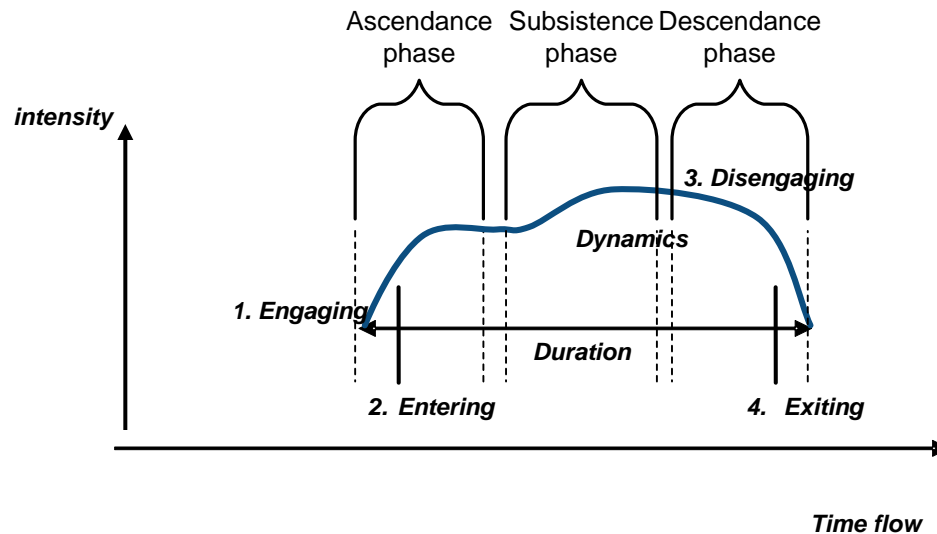 Ascendance
phase
Subsistence
phase
Descendance
phase
intensity
3. Disengaging
Dynamics
1. Engaging
Duration
2. Entering
4. Exiting
Time flow